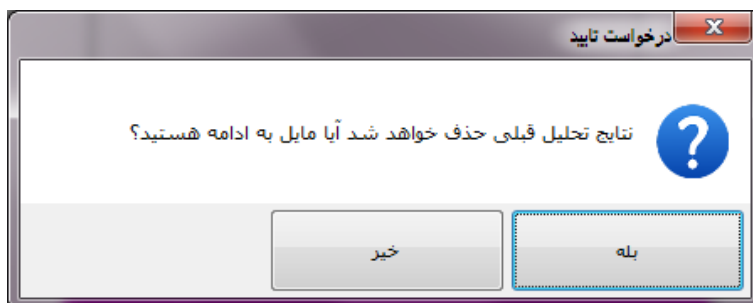 درخواست تایید
نتایج تحلیل قبلی حذف خواهد شد آیا مایل به ادامه هستید؟
بله
خیر